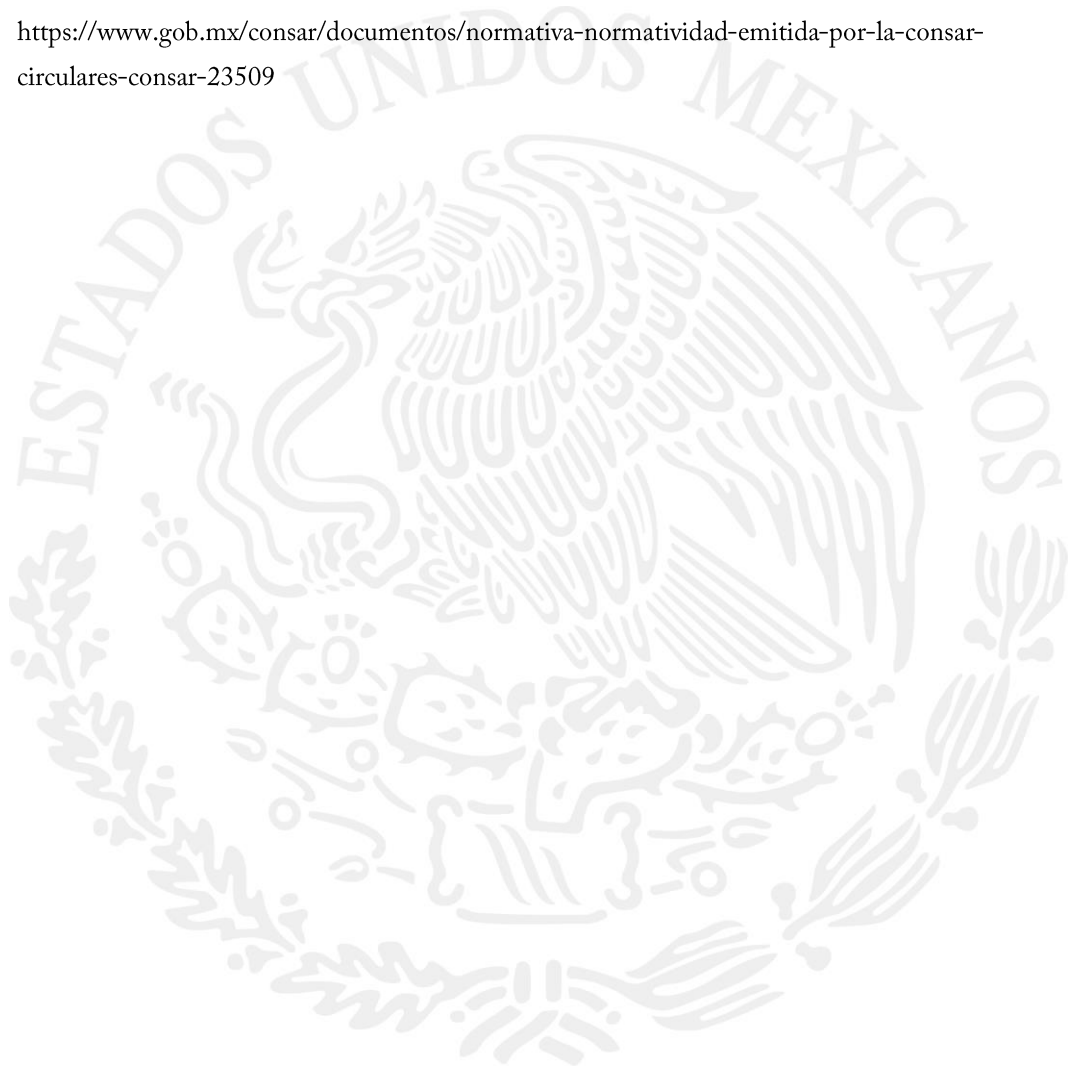 https://www.gob.mx/consar/documentos/normativa-normatividad-emitida-por-la-consar-
circulares-consar-23509
ESTADOS UNIDOS MEXICANOS